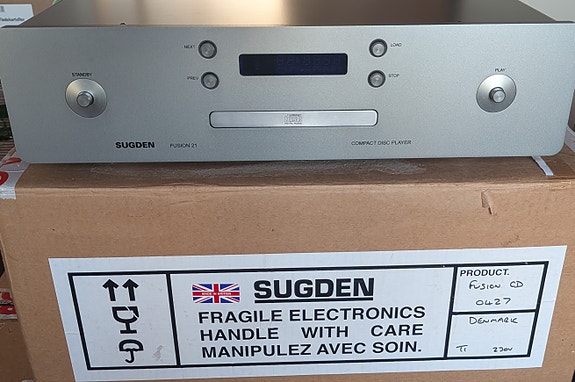 NEXT
LOAD
STANDBY
PREV
STOP
PLAY
SUGDEN FUSION 21
COMPACT DISC PLAYER
SUGDEN
FRAGILE ELECTRONICS
HANDLE WITH CARE
MANIPULEZ AVEC SOIN.
PRODUCT.
FUSION CD
0427
DENMARK
TI 230V